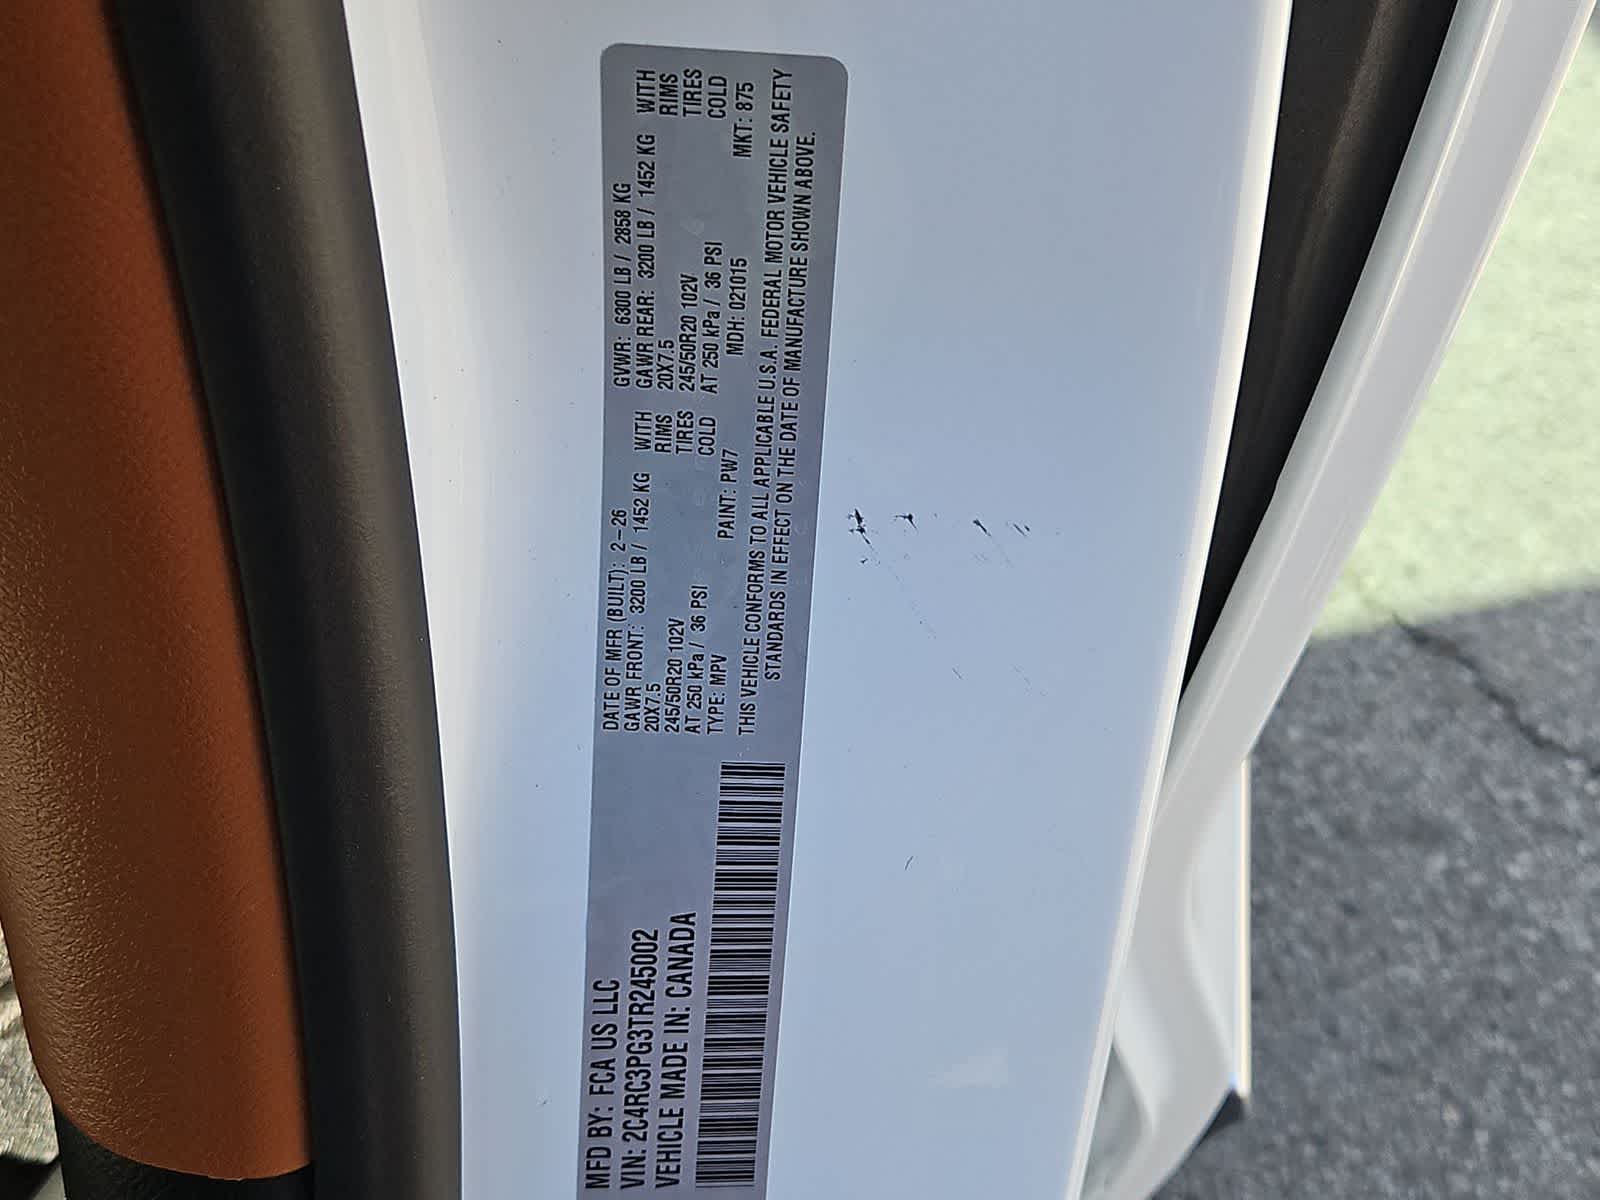 MFD BY: FCA US LLC
VIN: 2C4RC3PG3TR245002
VEHICLE MADE IN: CANADA
DATE OF MFR (BUILT): 2-26 GVWR: 6300 LB / 2858 KG
GAWR FRONT: 3200 LB / 1452 KG WITH GAWR REAR: 3200 LB / 1452 KG WITH
20X7.5 RIMS 20X7.5 RIMS
245/50R20 102V TIRES 245/50R20 102V TIRES
AT 250 kPa / 36 PSI COLD AT 250 kPa / 36 PSI COLD
TYPE: MPV PAINT: PW7 MDH: 021015 MKT: 875
THIS VEHICLE CONFORMS TO ALL APPLICABLE U.S.A. FEDERAL MOTOR VEHICLE SAFETY
STANDARDS IN EFFECT ON THE DATE OF MANUFACTURE SHOWN ABOVE.